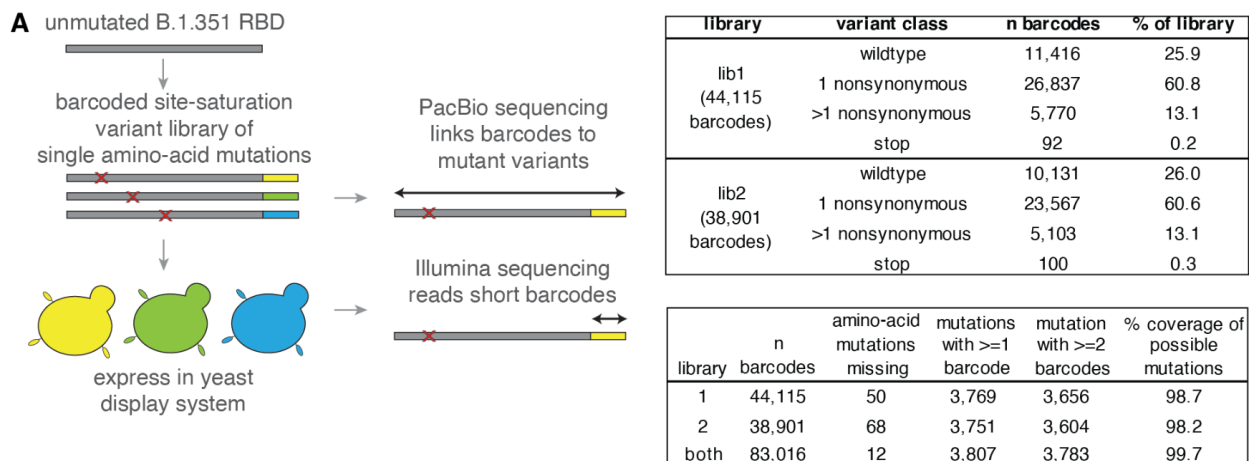 A
unmutated B.1.351 RBD
barcoded site-saturation
variant library of
single amino-acid mutations
express in yeast
display system
PacBio sequencing
links barcodes to
mutant variants
Illumina sequencing
reads short barcodes
library variant class n barcodes % of library
lib1
(44,115
barcodes)
wildtype 11,416 25.9
1 nonsynonymous 26,837 60.8
>1 nonsynonymous 5,770 13.1
stop 92 0.2
lib2
(38,901
barcodes)
wildtype 10,131 26.0
1 nonsynonymous 23,567 60.6
>1 nonsynonymous 5,103 13.1
stop 100 0.3
library
n
barcodes
amino-acid
mutations
missing
mutations
with >=1
barcode
mutation
with >=2
barcodes
% coverage of
possible
mutations
1 44,115 50 3,769 3,656 98.7
2 38,901 68 3,751 3,604 98.2
both 83,016 12 3,807 3,783 99.7